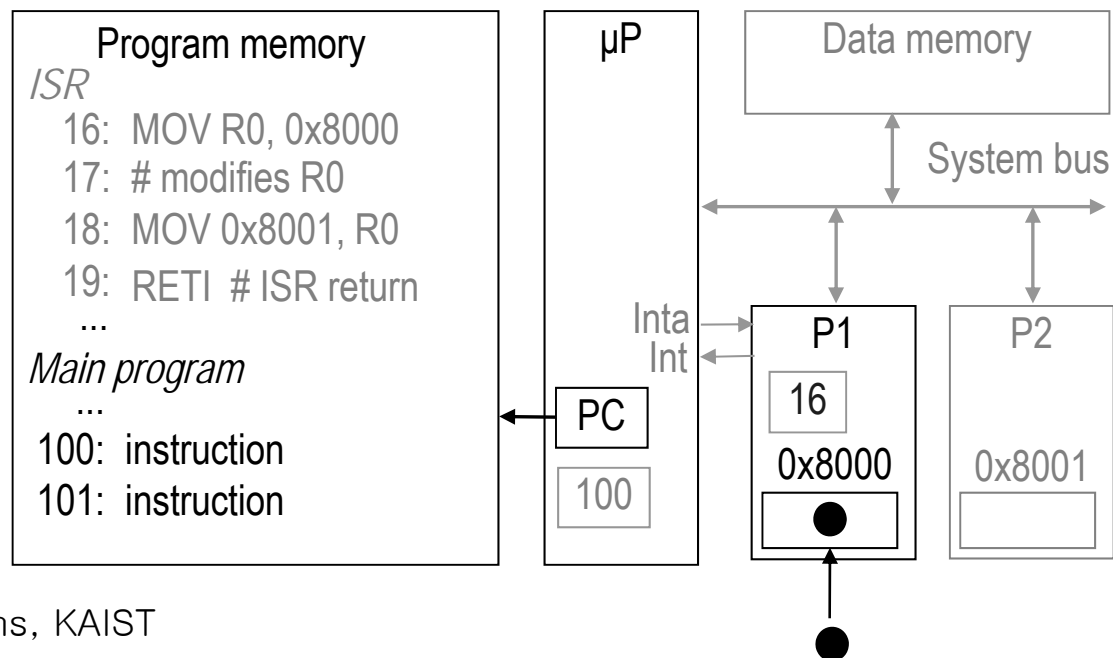 Program memory
ISR
16: MOV R0, 0x8000
17: # modifies R0
18: MOV 0x8001, R0
19: RETI # ISR return
...
Main program
...
100: instruction
101: instruction
µP
Inta
Int
PC
100
Data memory
System bus
P1
16
0x8000
P2
0x8001
ns, KAIST